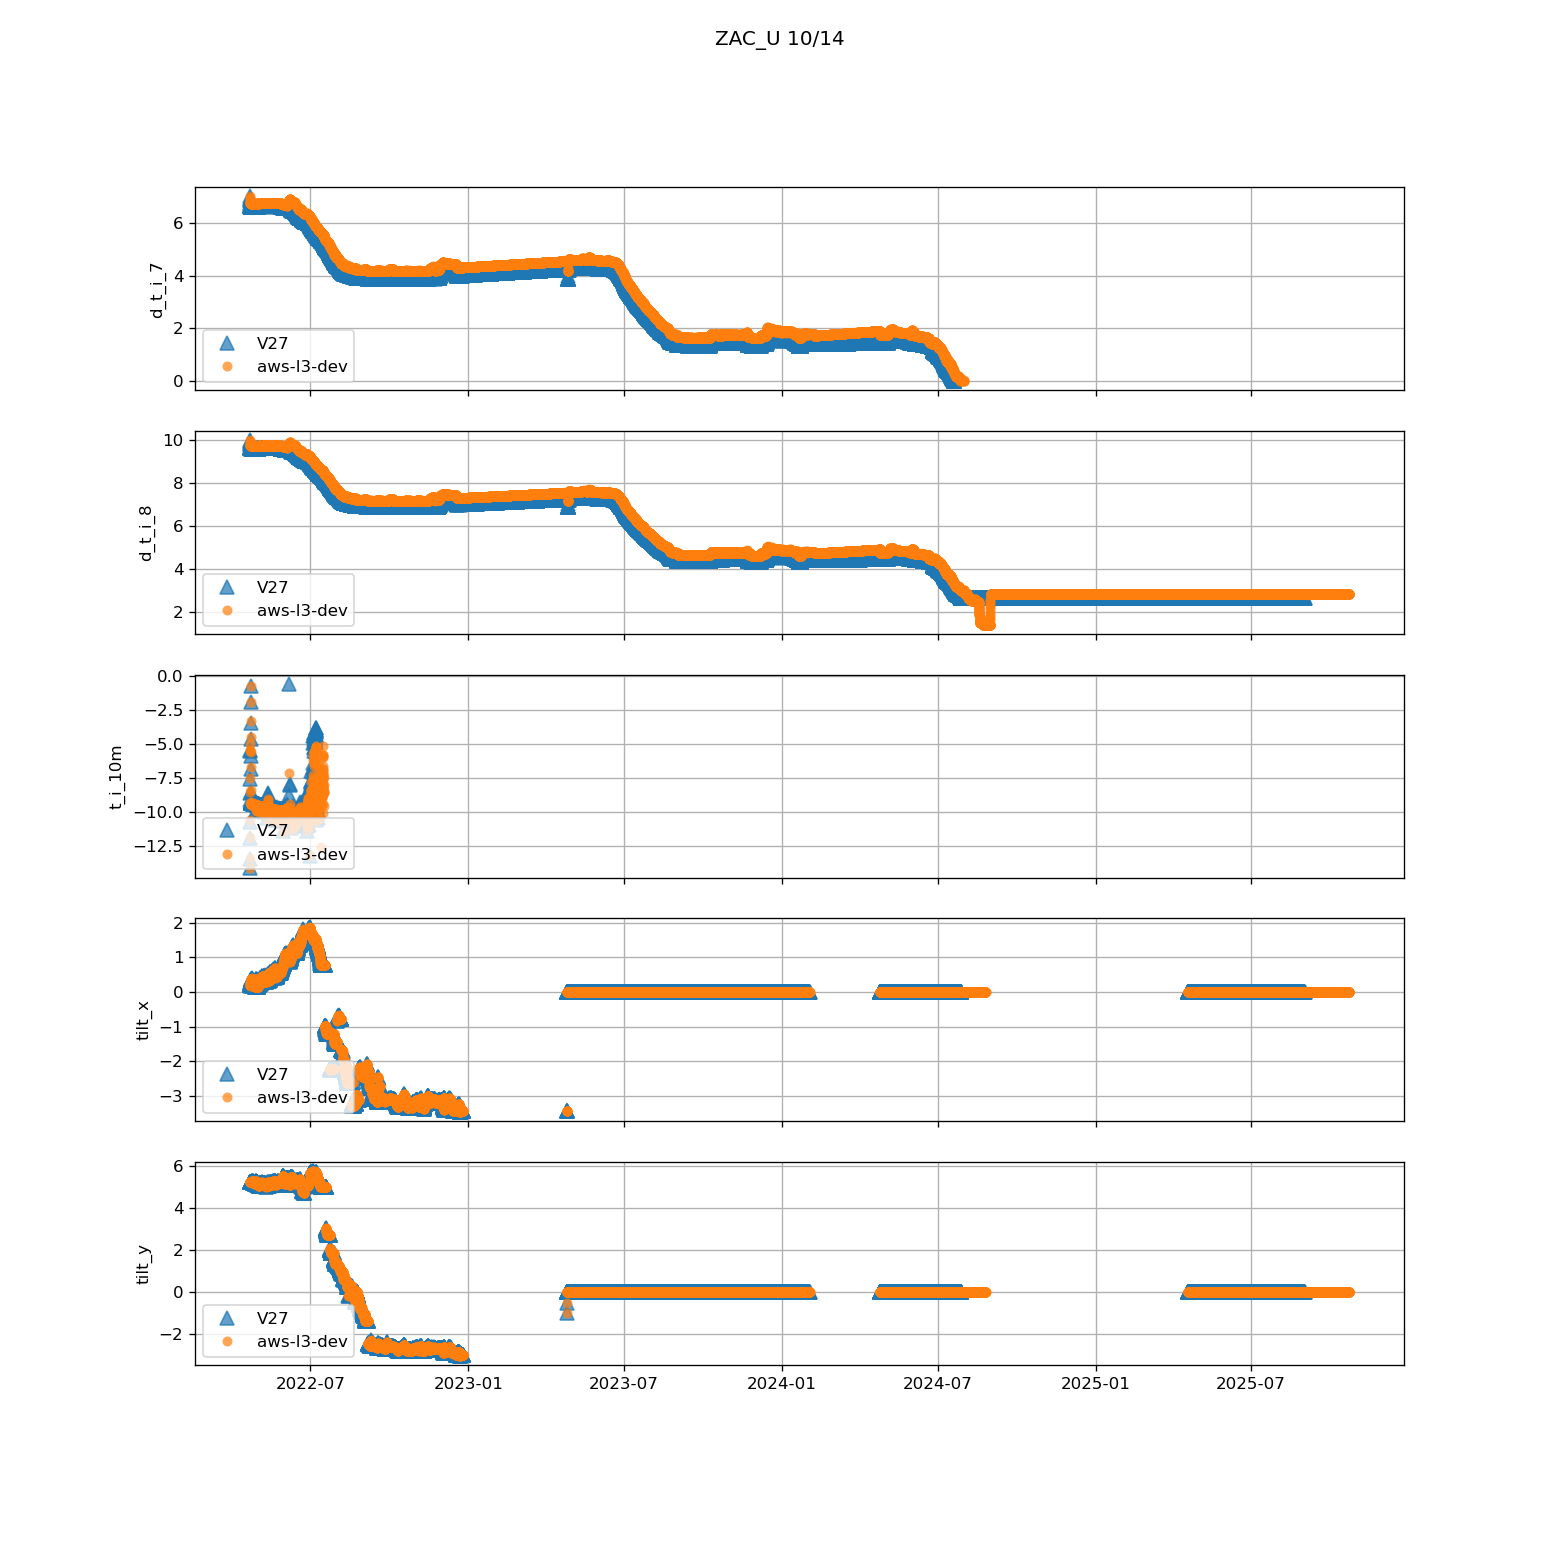 ZAC_U 10/14
d_t_i_7
6
4
2
0
V27
aws-l3-dev
d_t_i_8
10
8
6
4
2
V27
aws-l3-dev
t_i_10m
0.0
−2.5
−5.0
−7.5
−10.0
−12.5
V27
aws-l3-dev
tilt_x
2
1
0
−1
−2
−3
V27
aws-l3-dev
tilt_y
6
4
2
0
−2
V27
aws-l3-dev
2022-07 2023-01 2023-07 2024-01 2024-07 2025-01 2025-07